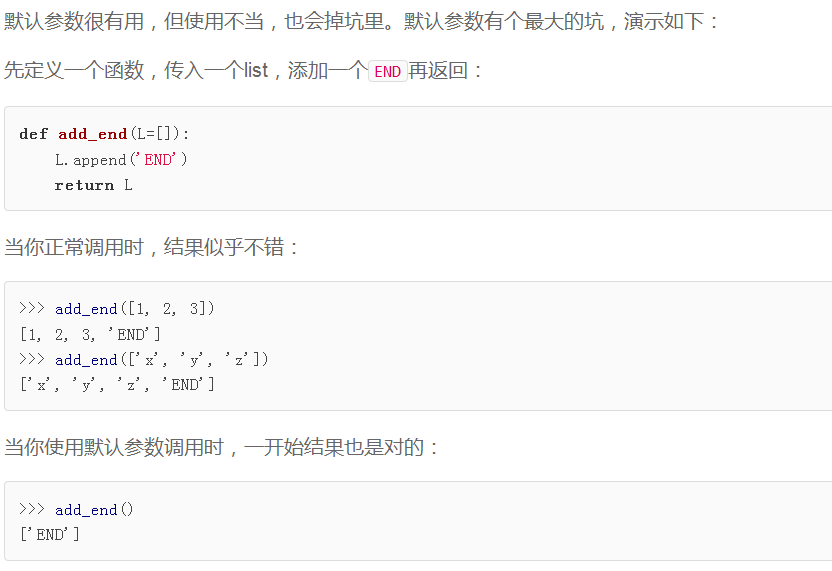 默认参数很有用，但使用不当，也会掉坑里。默认参数有个最大的坑，演示如下：
先定义一个函数，传入一个list，添加一个END再返回：
def add_end(L=[]):
    L.append('END')
    return L
当你正常调用时，结果似乎不错：
>>> add_end([1, 2, 3])
[1, 2, 3, 'END']
>>> add_end(['x', 'y', 'z'])
['x', 'y', 'z', 'END']
当你使用默认参数调用时，一开始结果也是对的：
>>> add_end()
['END']